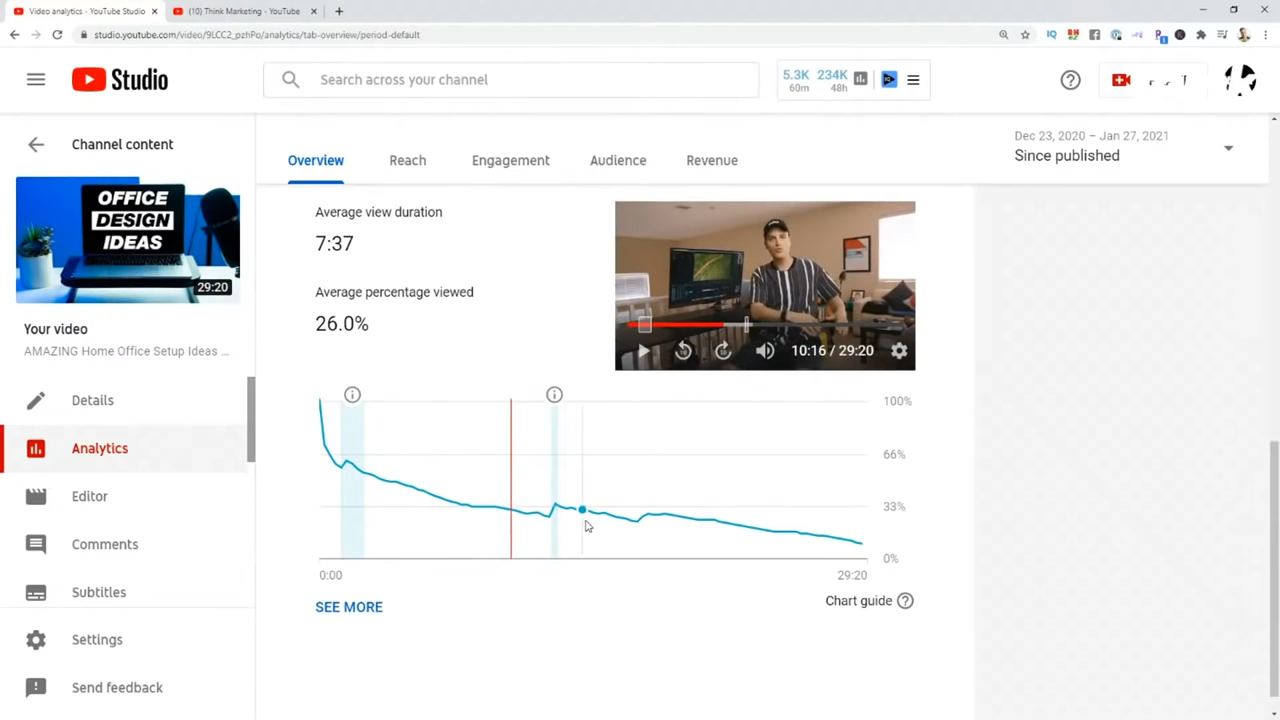 Video analytics - YouTube Studio
(10) Think Marketing - YouTube
studio.youtube.com/video/9LCC2_pzhPo/analytics/tab-overview/period-default
Studio
Search across your channel
5.3K 234K
60m 48h
Channel content
OFFICE
DESIGN
IDEAS
29:20
Your video
AMAZING Home Office Setup Ideas ...
Details
Analytics
Editor
Comments
Subtitles
Settings
Send feedback
Overview
Reach
Engagement
Audience
Revenue
Dec 23, 2020 – Jan 27, 2021
Since published
Average view duration
7:37
Average percentage viewed
26.0%
10:16 / 29:20
100%
66%
33%
0%
0:00
29:20
SEE MORE
Chart guide